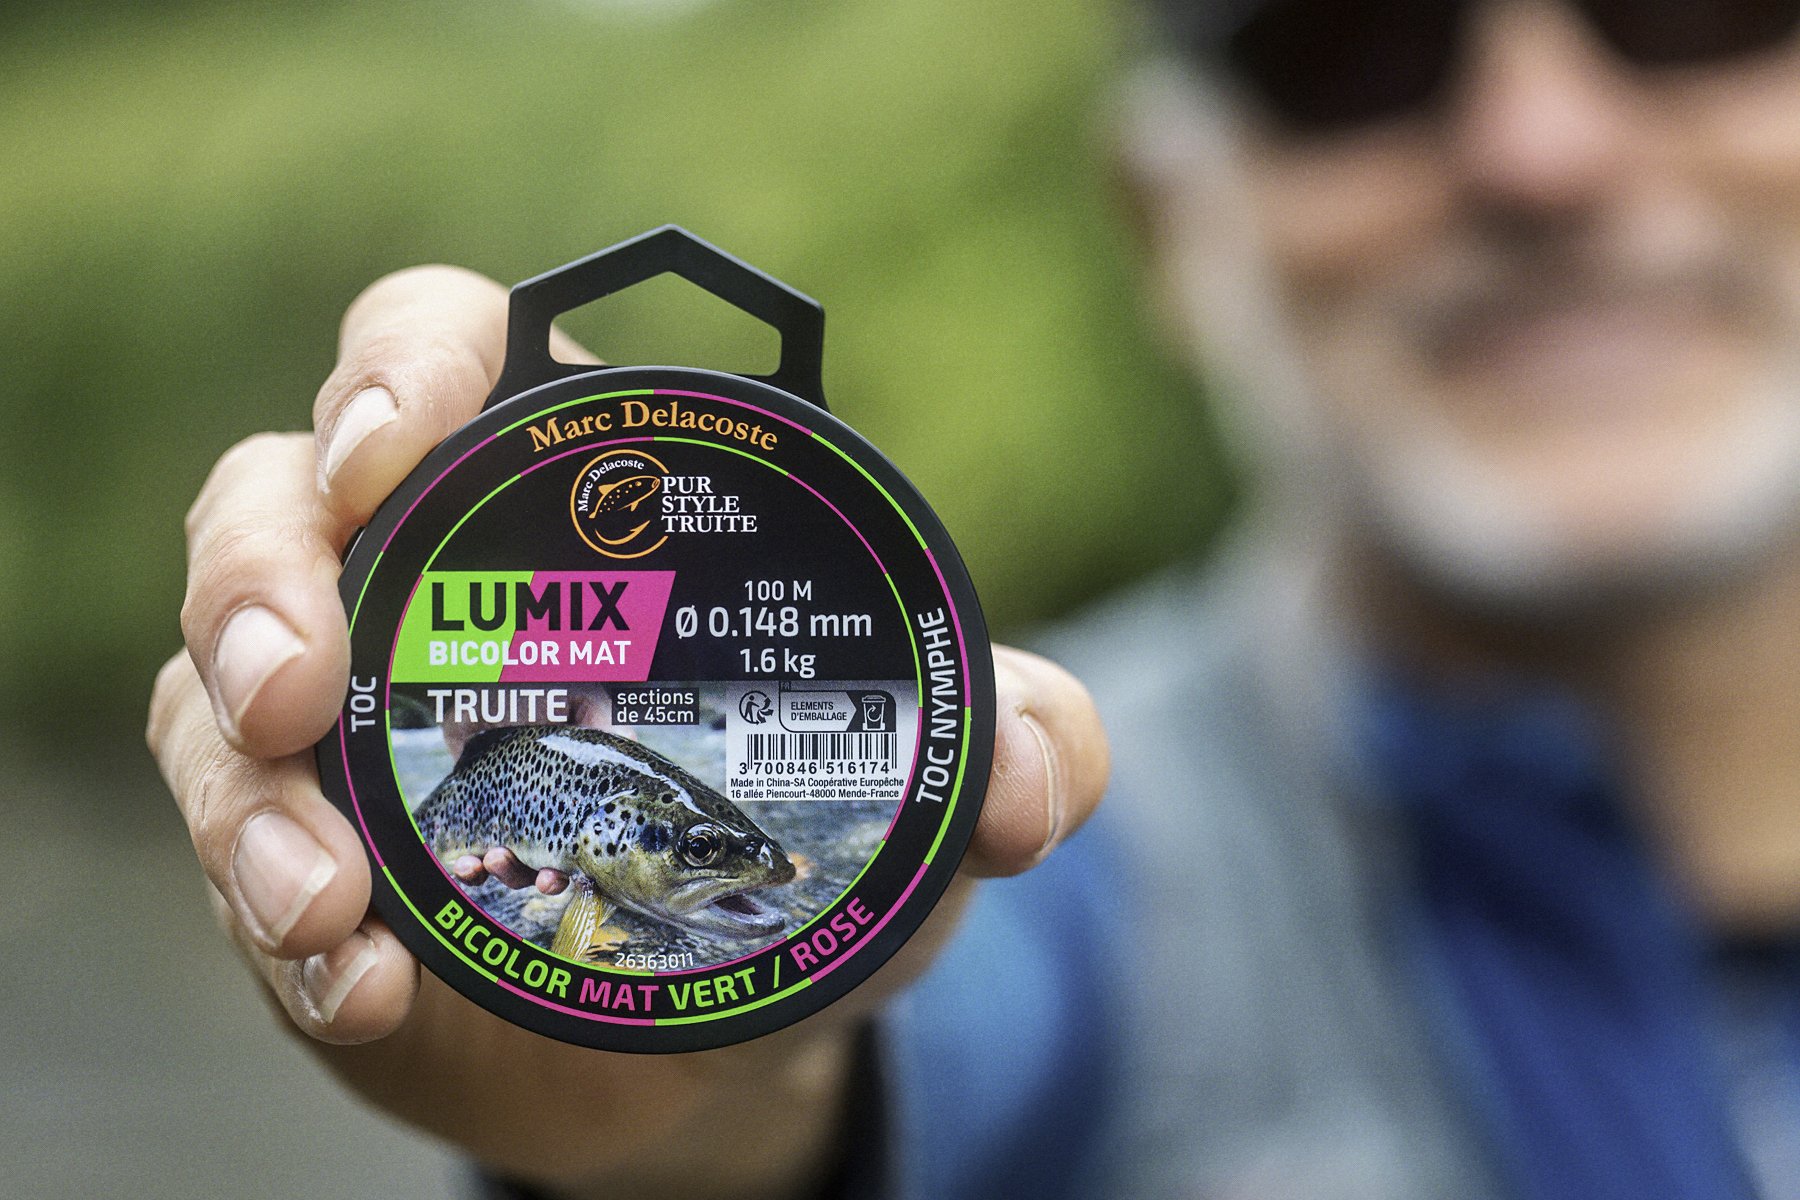 Marc Delacoste
Marc Delacoste
PUR
STYLE
TRUITE
LUMIX
BICOLOR MAT
100 M
Ø 0.148 mm
1.6 kg
TRUITE
sections
de 45cm
FR
ELEMENTS
D'EMBALLAGE
3 700846 516174
Made in China-SA Coopérative Europêche
16 allée Piencourt-48000 Mende-France
TOC
TOC NYMPHE
26363011
BICOLOR MAT VERT / ROSE